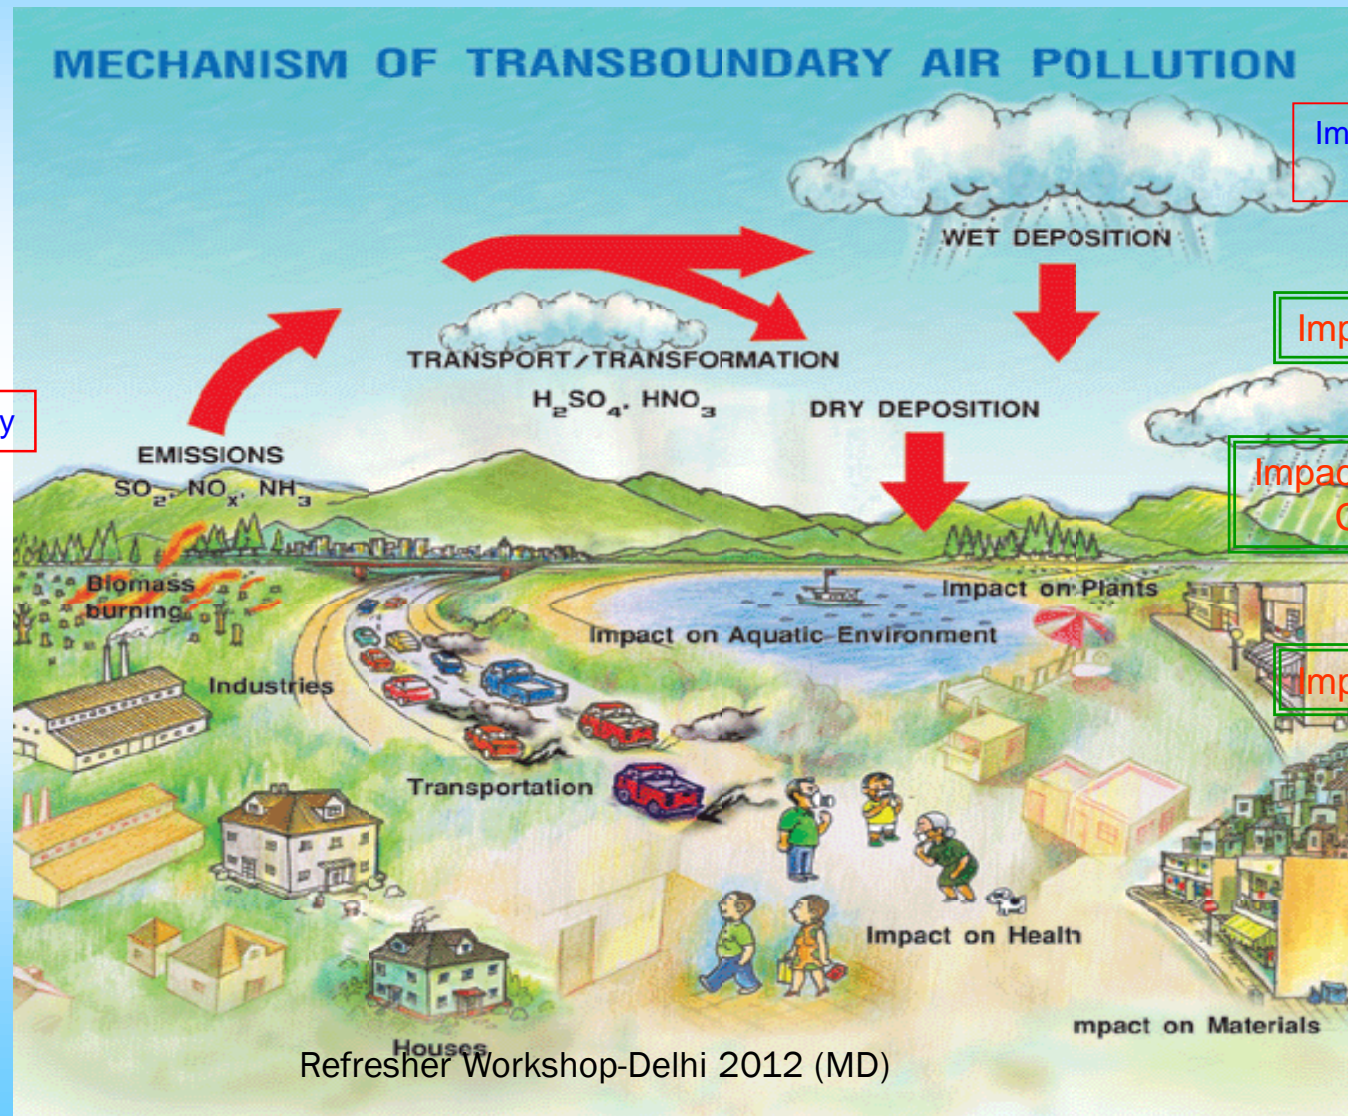 MECHANISM OF TRANSBOUNDARY AIR POLLUTION
Im
WET DEPOSITION
Imp
TRANSPORT/TRANSFORMATION
H₂SO₄, HNO₃
DRY DEPOSITION
y
EMISSIONS
SO₂, NOₓ, NH₃
Impac
C
Biomass
burning
Impact on Plants
Impact on Aquatic Environment
Industries
Imp
Transportation
Impact on Health
mpact on Materials
Houses
Refresher Workshop-Delhi 2012 (MD)